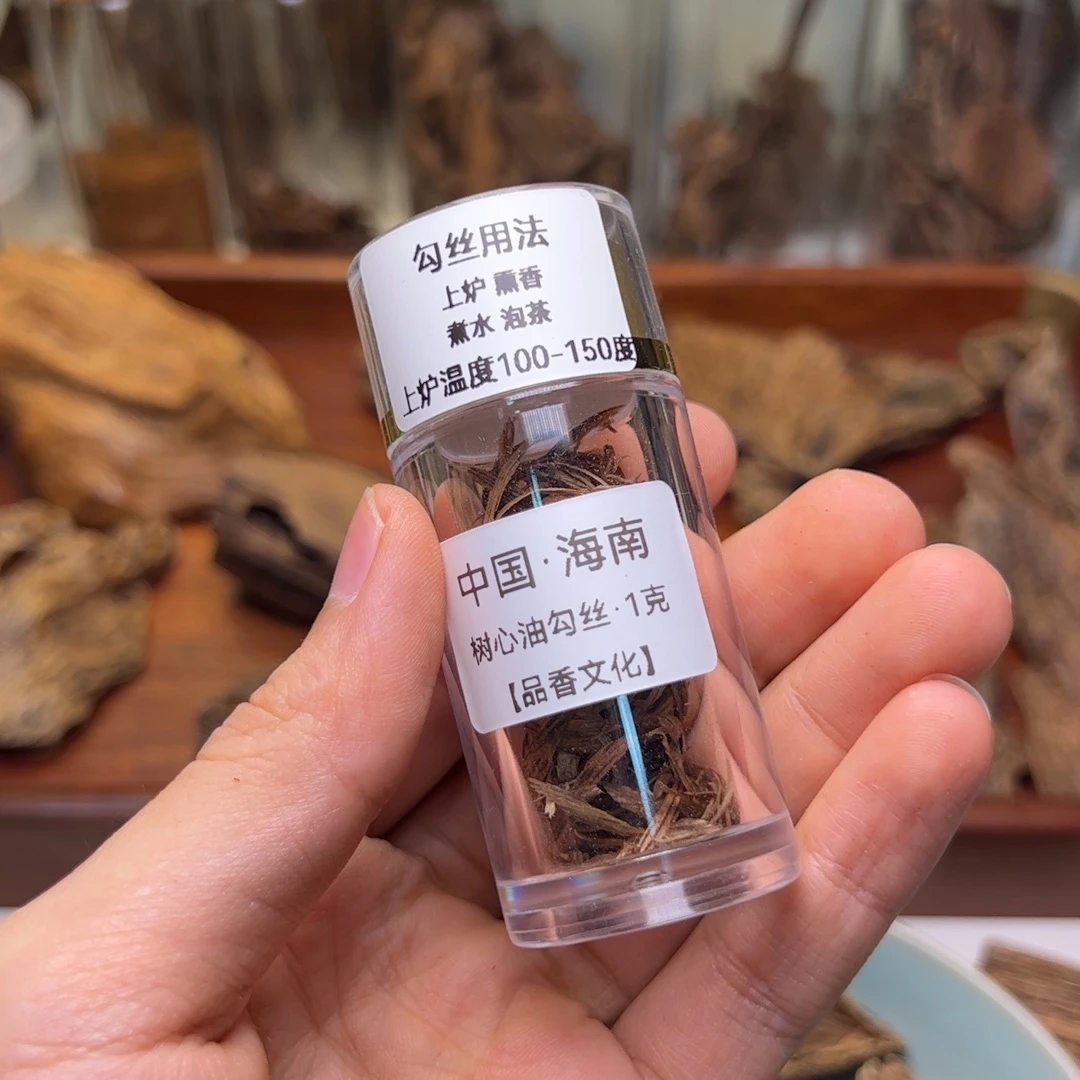 勾丝用法
上炉 熏香
煮水 泡茶
上炉温度100-150度
中国·海南
树心油勾丝·1克
【品香文化】